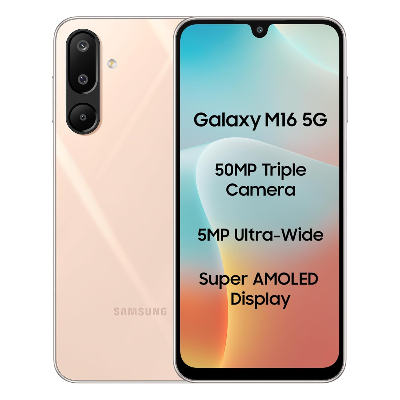 Galaxy M16 5G
50MP Triple
Camera
5MP Ultra-Wide
Super AMOLED
Display
SAMSUNG